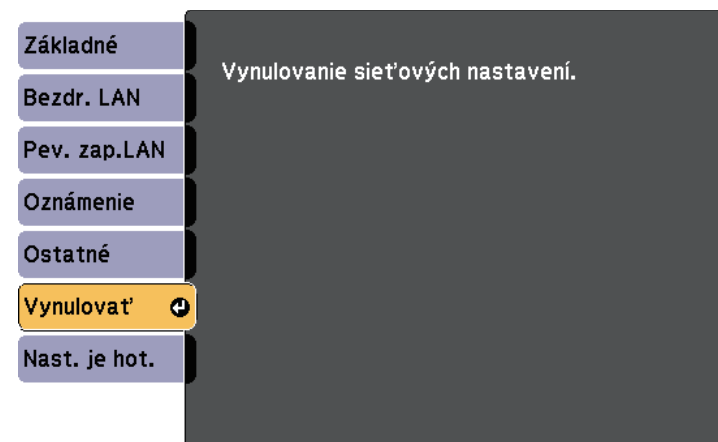 Základné
Bezdr. LAN
Pev. zap.LAN
Oznámenie
Ostatné
Vynulovať
Nast. je hot.
Vynulovanie sieťových nastavení.